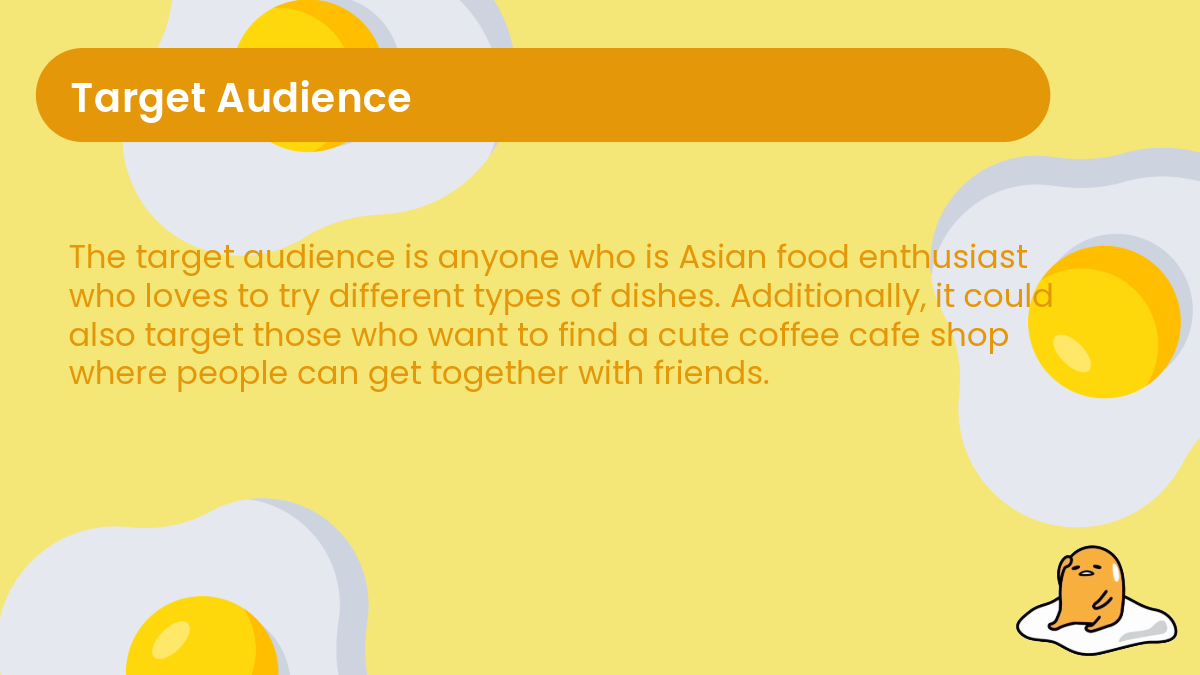 Target Audience
The target audience is anyone who is Asian food enthusiast
who loves to try different types of dishes. Additionally, it could
also target those who want to find a cute coffee cafe shop
where people can get together with friends.